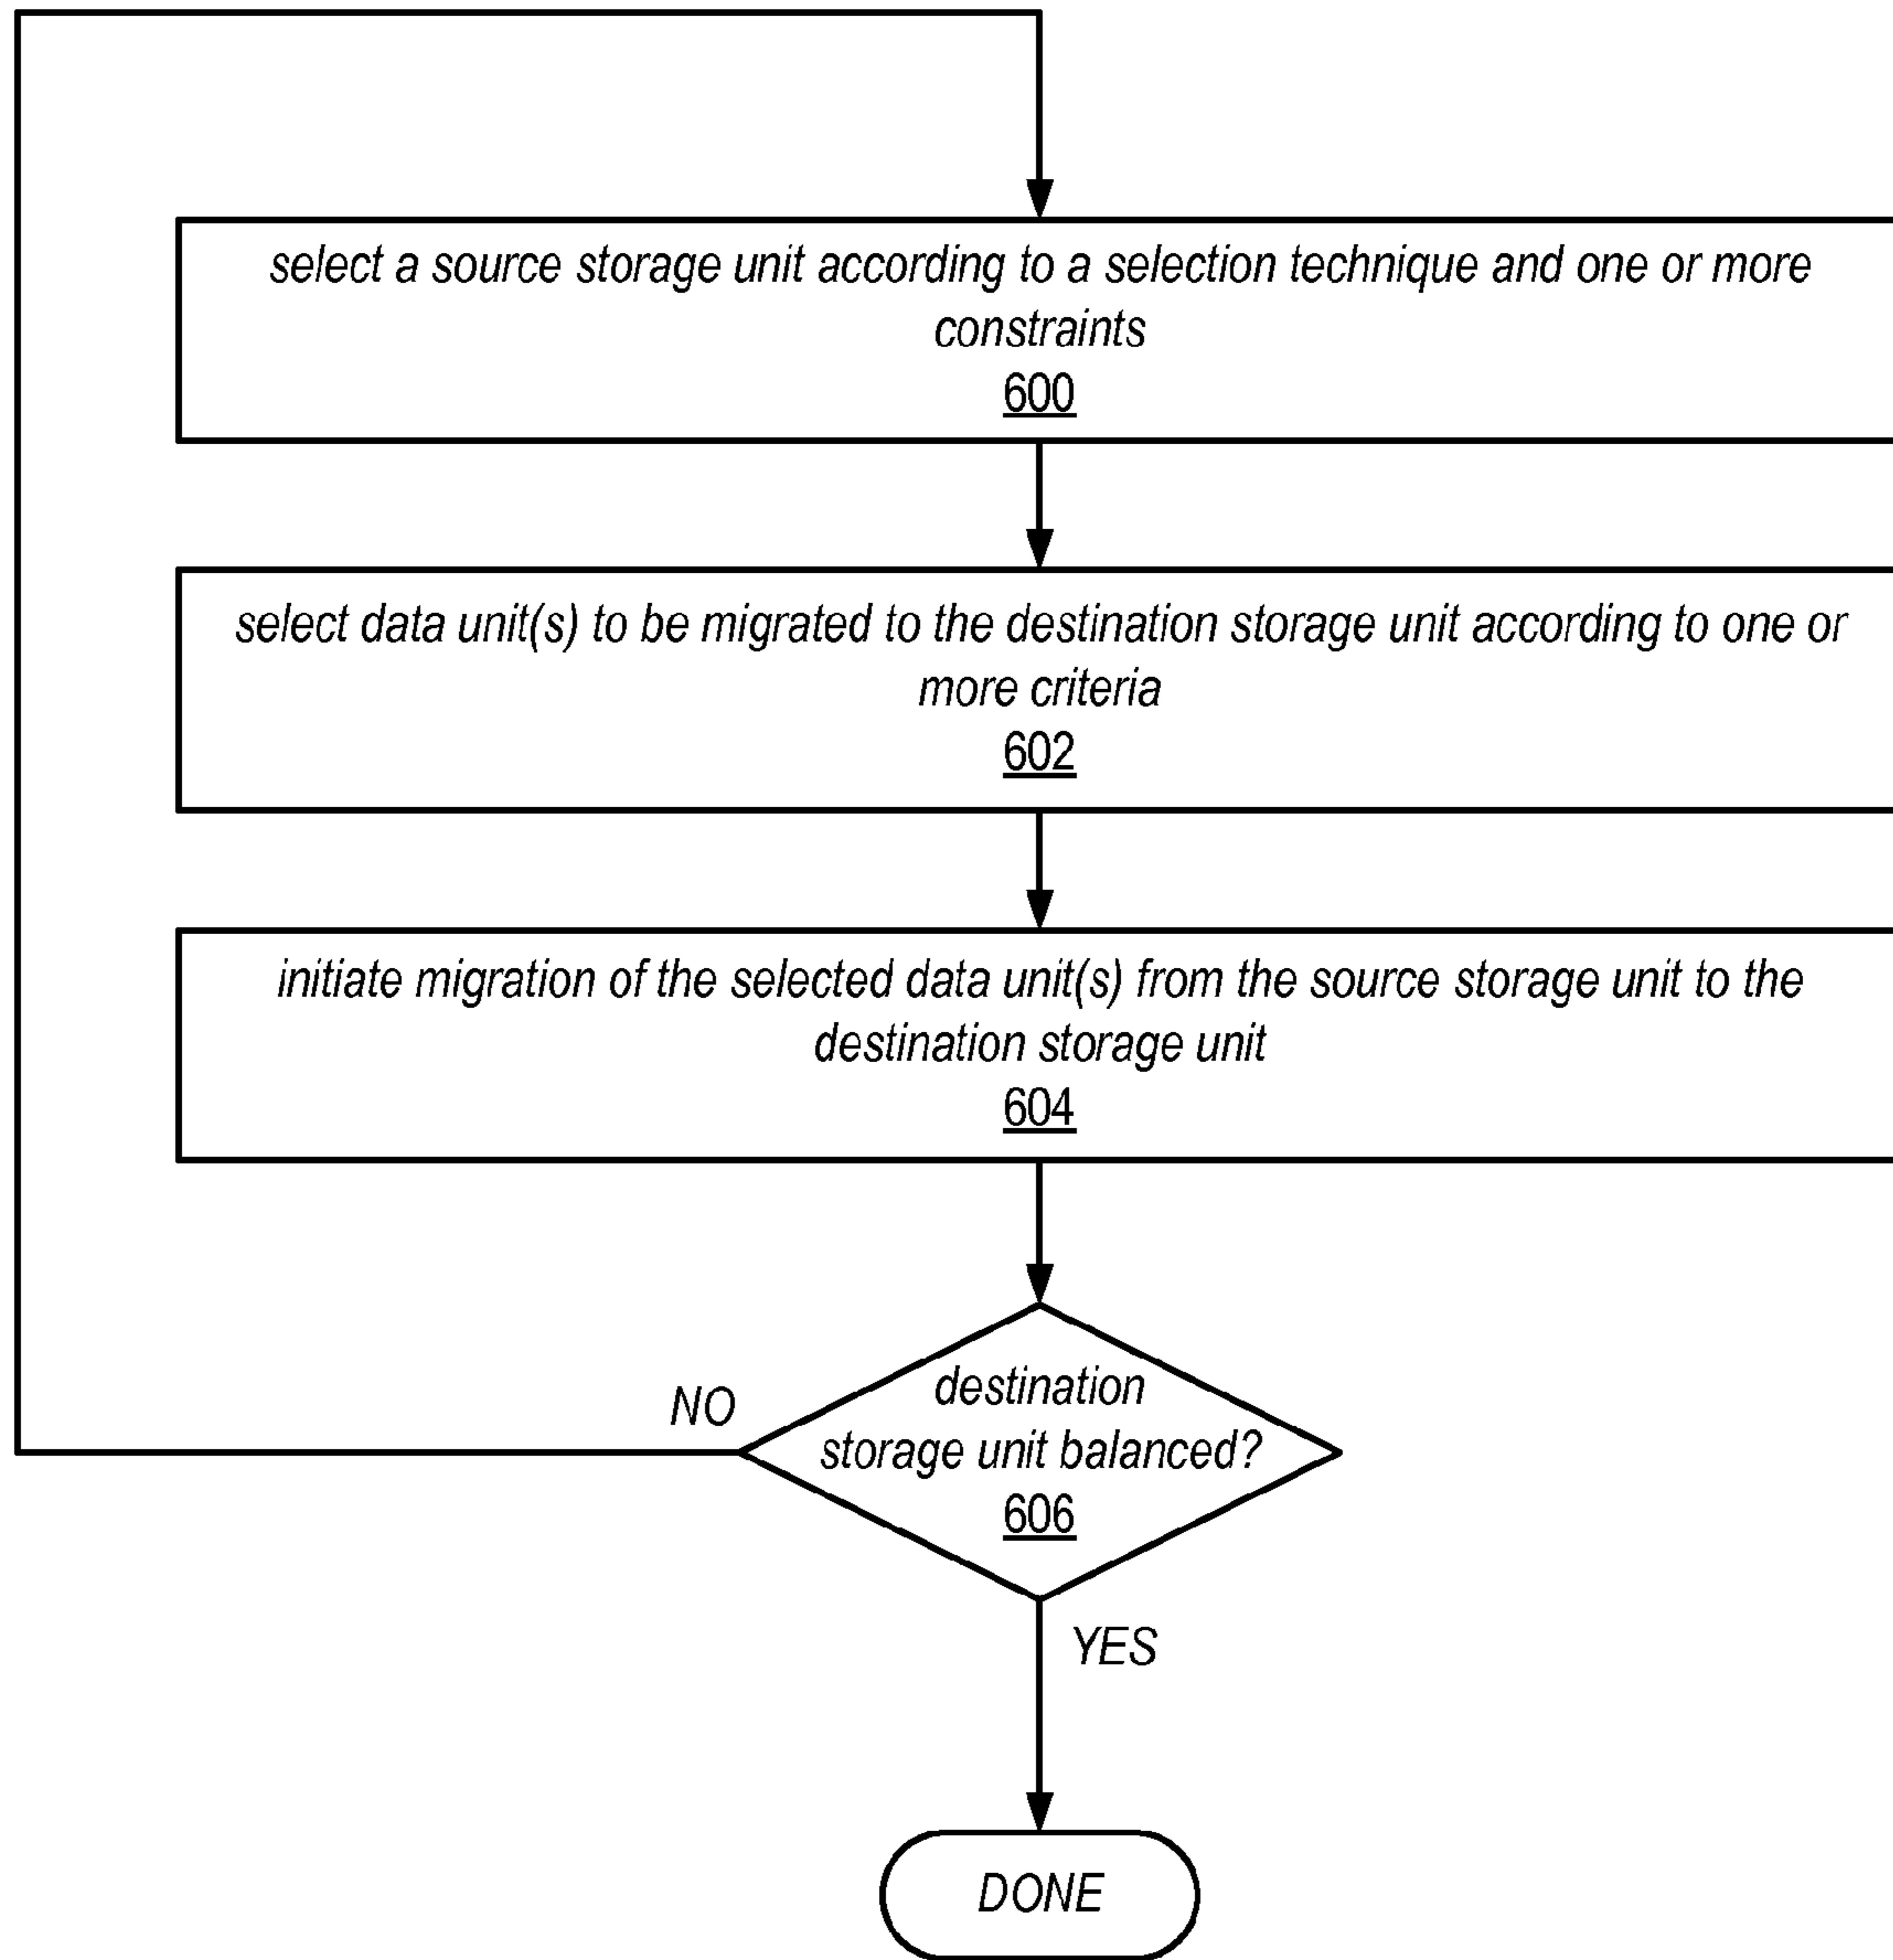 select a source storage unit according to a selection technique and one or more
constraints
600
select data unit(s) to be migrated to the destination storage unit according to one or
more criteria
602
initiate migration of the selected data unit(s) from the source storage unit to the
destination storage unit
604
destination
storage unit balanced?
606
NO
YES
DONE